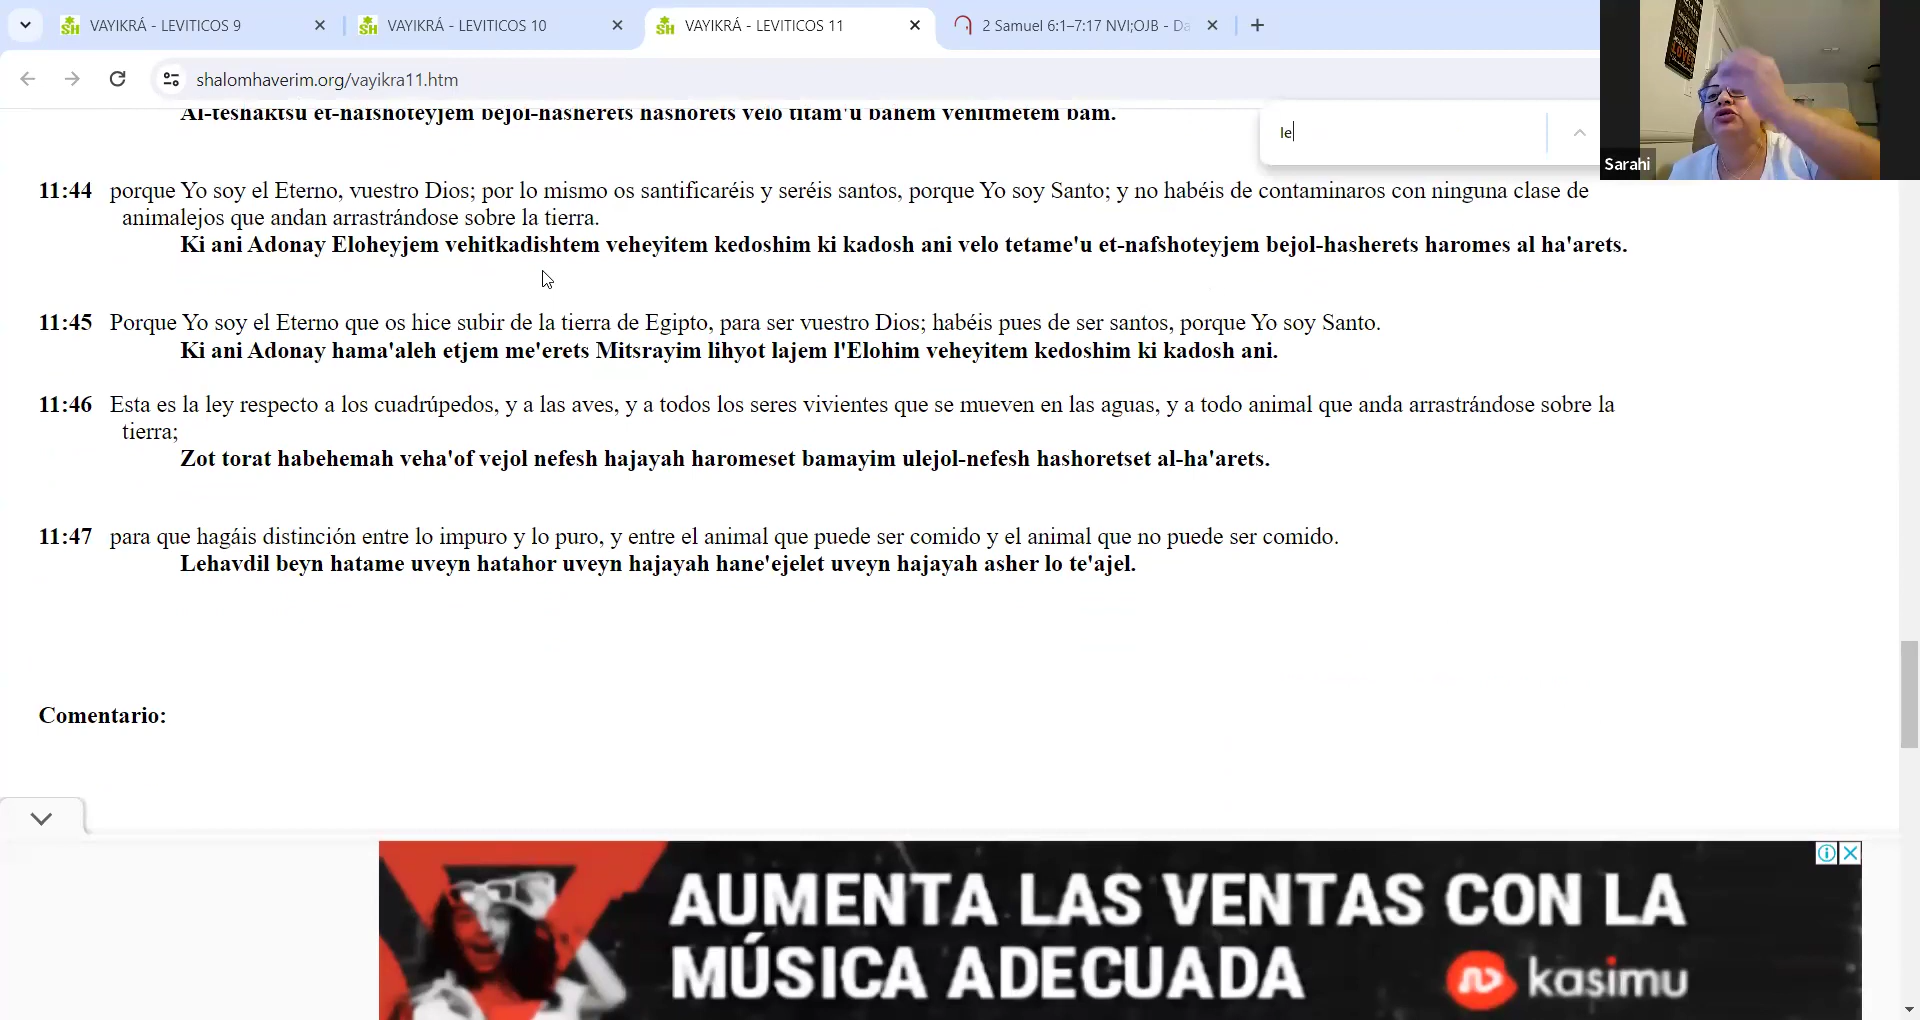 VAYIKRÁ - LEVITICOS 9
VAYIKRÁ - LEVITICOS 10
VAYIKRÁ - LEVITICOS 11
2 Samuel 6:1–7:17 NVI;OJB - Da
shalomhaverim.org/vayikra11.htm
le
Sarahi
Al-teshaktsu et-nafshoteyjem bejol-hasherets hashorets velo titam'u bahem venitmetem bam.
11:44 porque Yo soy el Eterno, vuestro Dios; por lo mismo os santificaréis y seréis santos, porque Yo soy Santo; y no habéis de contaminaros con ninguna clase de
animalejos que andan arrastrándose sobre la tierra.
Ki ani Adonay Eloheyjem vehitkadishtem veheyitem kedoshim ki kadosh ani velo tetame'u et-nafshoteyjem bejol-hasherets haromes al ha'arets.
11:45 Porque Yo soy el Eterno que os hice subir de la tierra de Egipto, para ser vuestro Dios; habéis pues de ser santos, porque Yo soy Santo.
Ki ani Adonay hama'aleh etjem me'erets Mitsrayim lihyot lajem l'Elohim veheyitem kedoshim ki kadosh ani.
11:46 Esta es la ley respecto a los cuadrúpedos, y a las aves, y a todos los seres vivientes que se mueven en las aguas, y a todo animal que anda arrastrándose sobre la
tierra;
Zot torat habehemah veha'of vejol nefesh hajayah haromeset bamayim ulejol-nefesh hashoretset al-ha'arets.
11:47 para que hagáis distinción entre lo impuro y lo puro, y entre el animal que puede ser comido y el animal que no puede ser comido.
Lehavdil beyn hatame uveyn hatahor uveyn hajayah hane'ejelet uveyn hajayah asher lo te'ajel.
Comentario:
AUMENTA LAS VENTAS CON LA
MÚSICA ADECUADA
kasimu